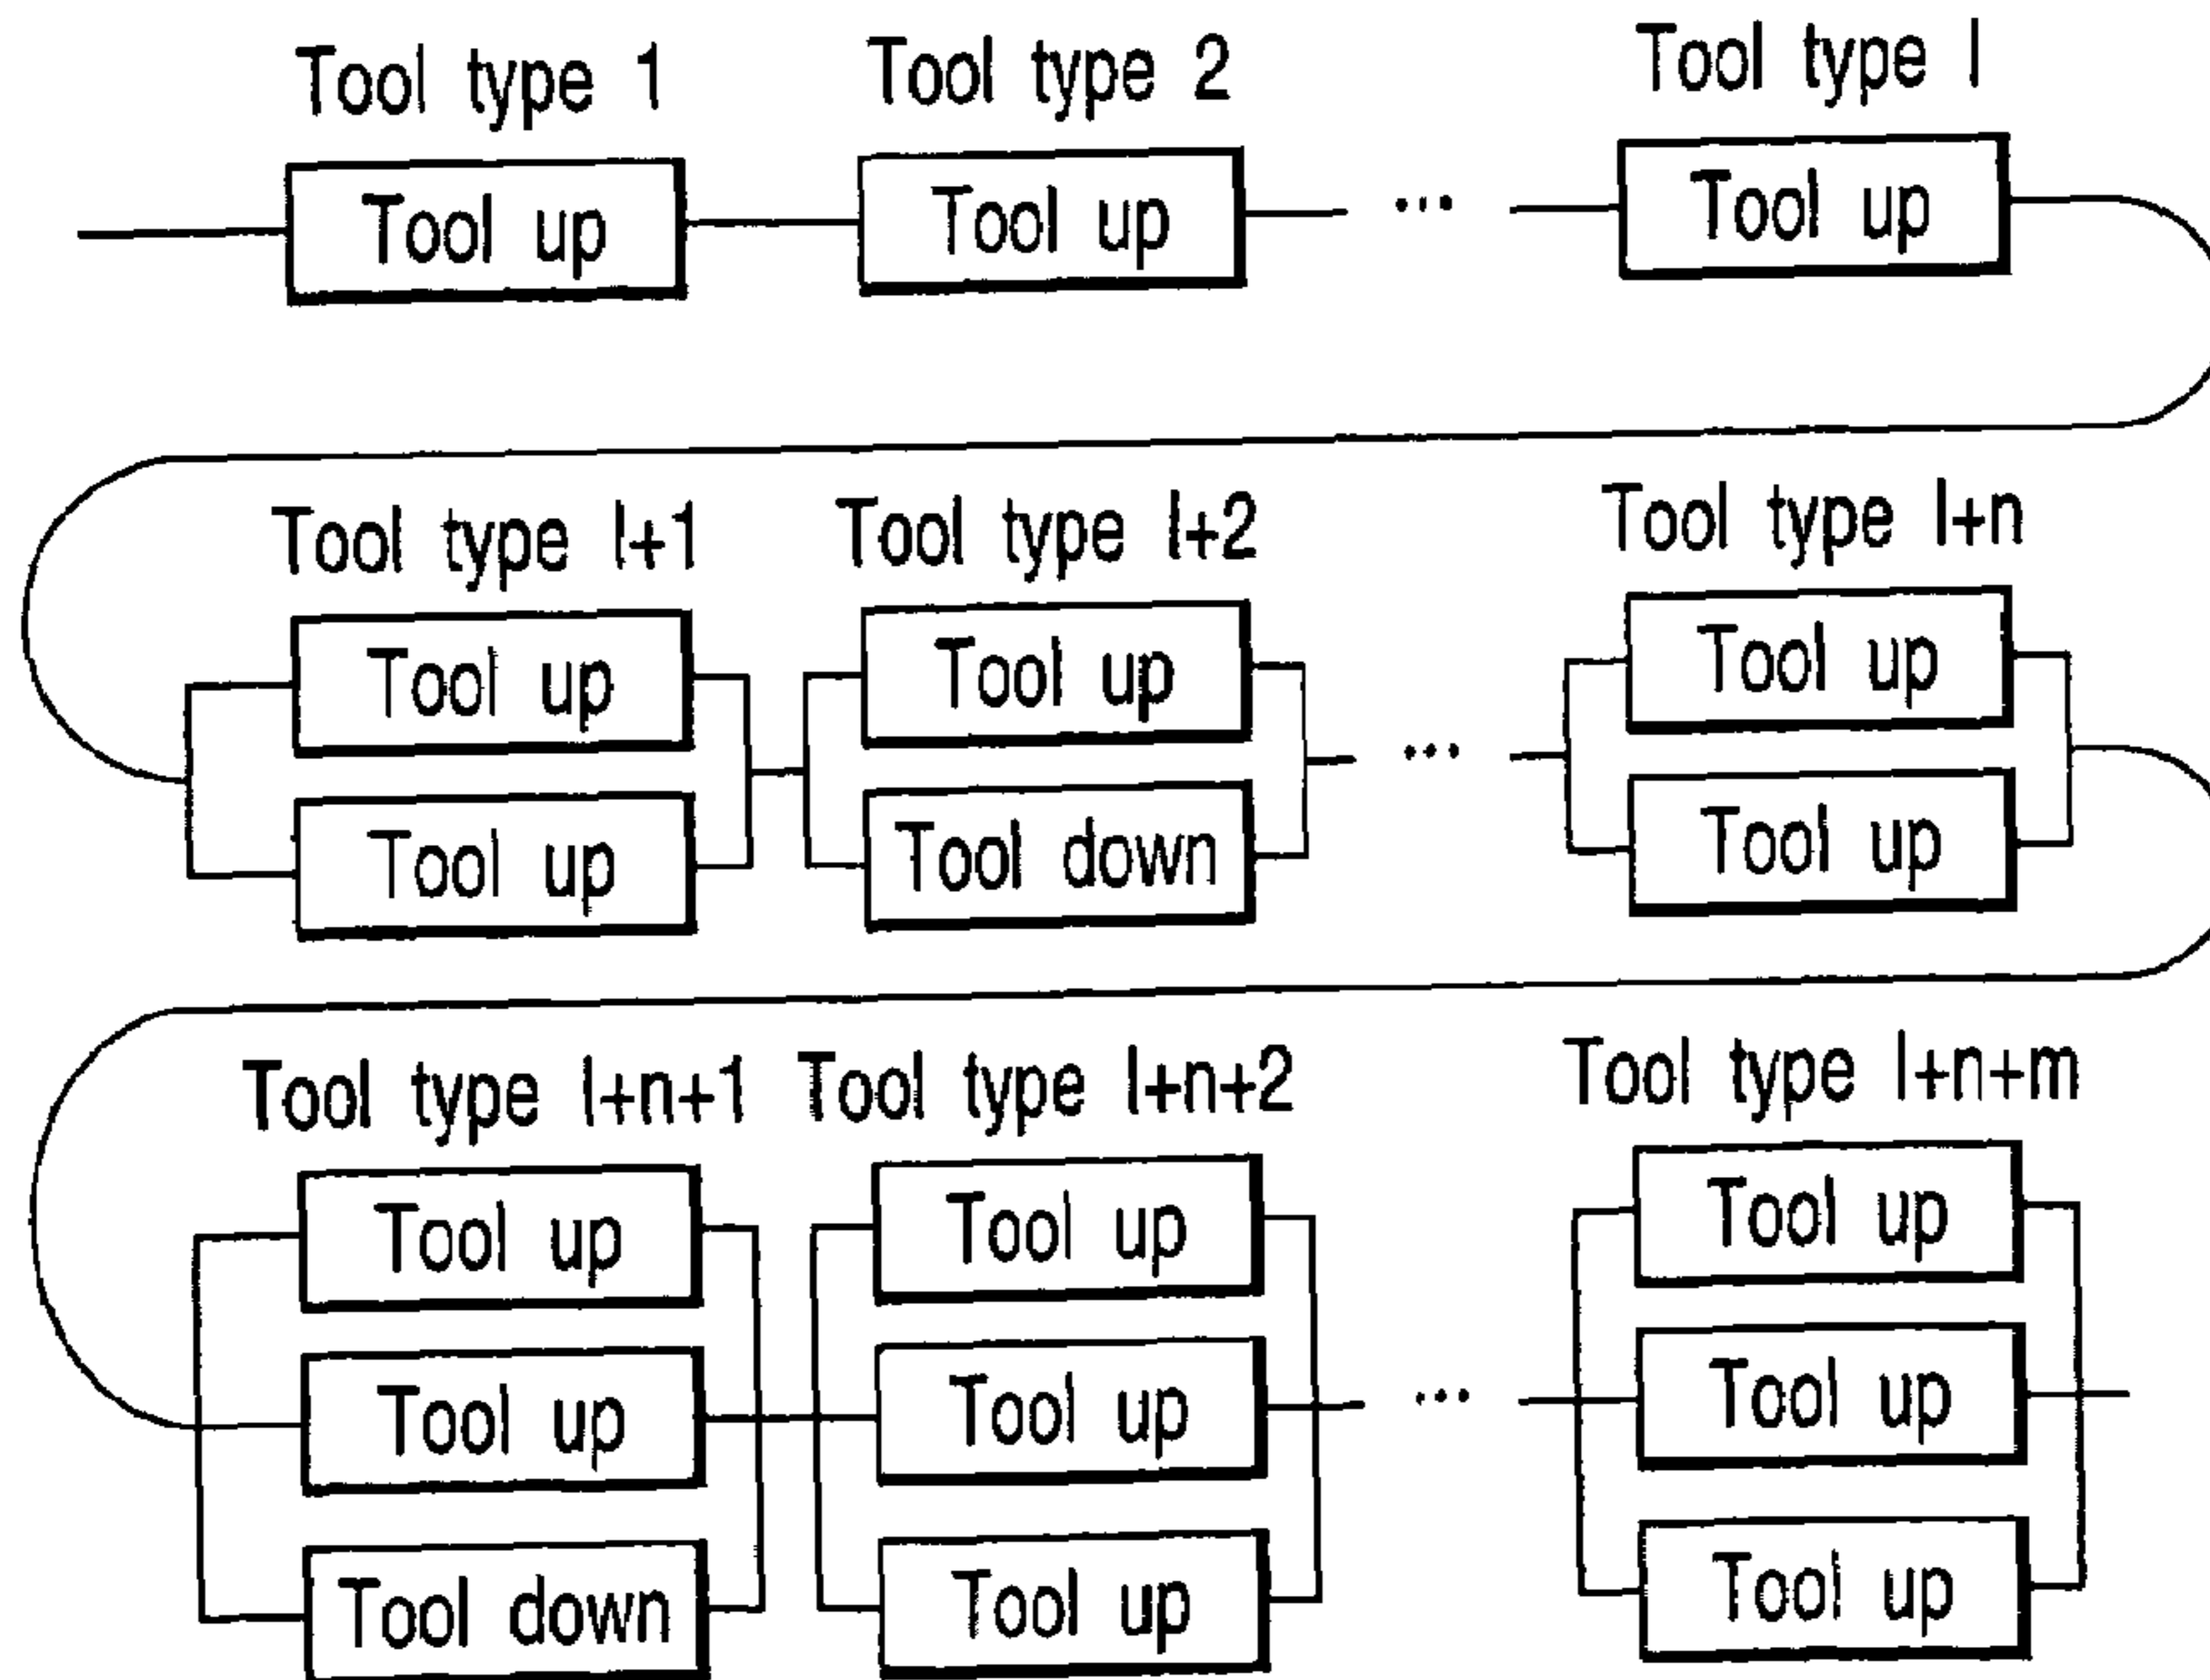 Tool type 1 Tool type 2 Tool type l
Tool up Tool up ... Tool up
Tool type l+1 Tool type l+2 Tool type l+n
Tool up Tool up Tool up
...
Tool up Tool down Tool up
Tool type l+n+1 Tool type l+n+2 Tool type l+n+m
Tool up Tool up Tool up
Tool up Tool up ... Tool up
Tool down Tool up Tool up